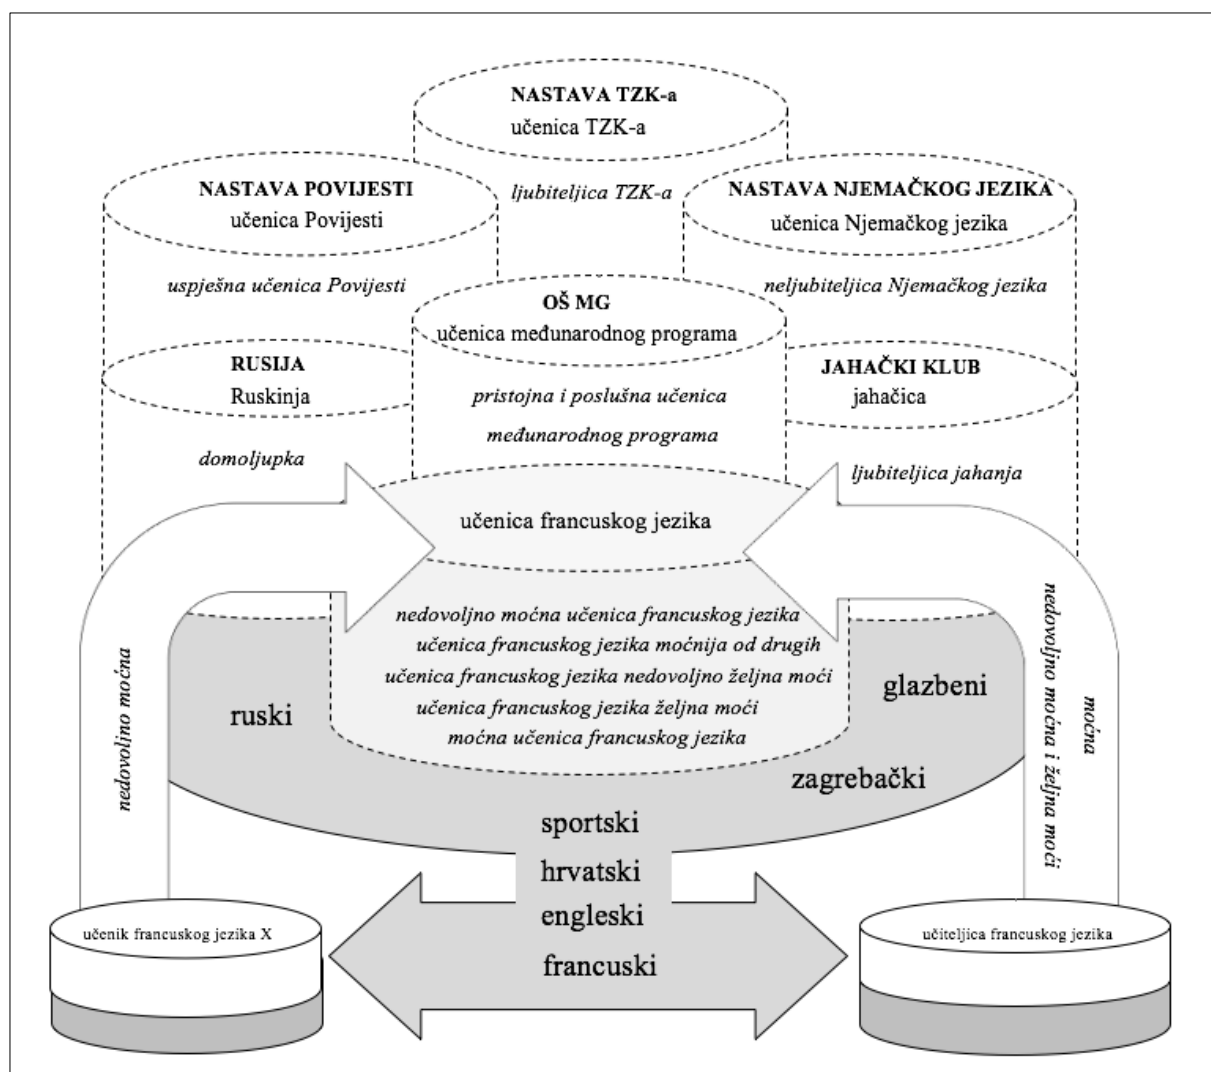 NASTAVA TZK-a
učenica TZK-a
ljubiteljica TZK-a
NASTAVA POVIJESTI
učenica Povijesti
uspješna učenica Povijesti
NASTAVA NJEMAČKOG JEZIKA
učenica Njemačkog jezika
neljubiteljica Njemačkog jezika
OŠ MG
učenica međunarodnog programa
pristojna i poslušna učenica
međunarodnog programa
RUSIJA
Ruskinja
domoljupka
JAHAČKI KLUB
jahačica
ljubiteljica jahanja
učenica francuskog jezika
nedovoljno moćna učenica francuskog jezika
učenica francuskog jezika moćnija od drugih
učenica francuskog jezika nedovoljno željna moći
učenica francuskog jezika željna moći
moćna učenica francuskog jezika
nedovoljno moćna
moćna
nedovoljno moćna i željna moći
ruski
glazbeni
zagrebački
sportski
hrvatski
engleski
francuski
učenik francuskog jezika X
učiteljica francuskog jezika